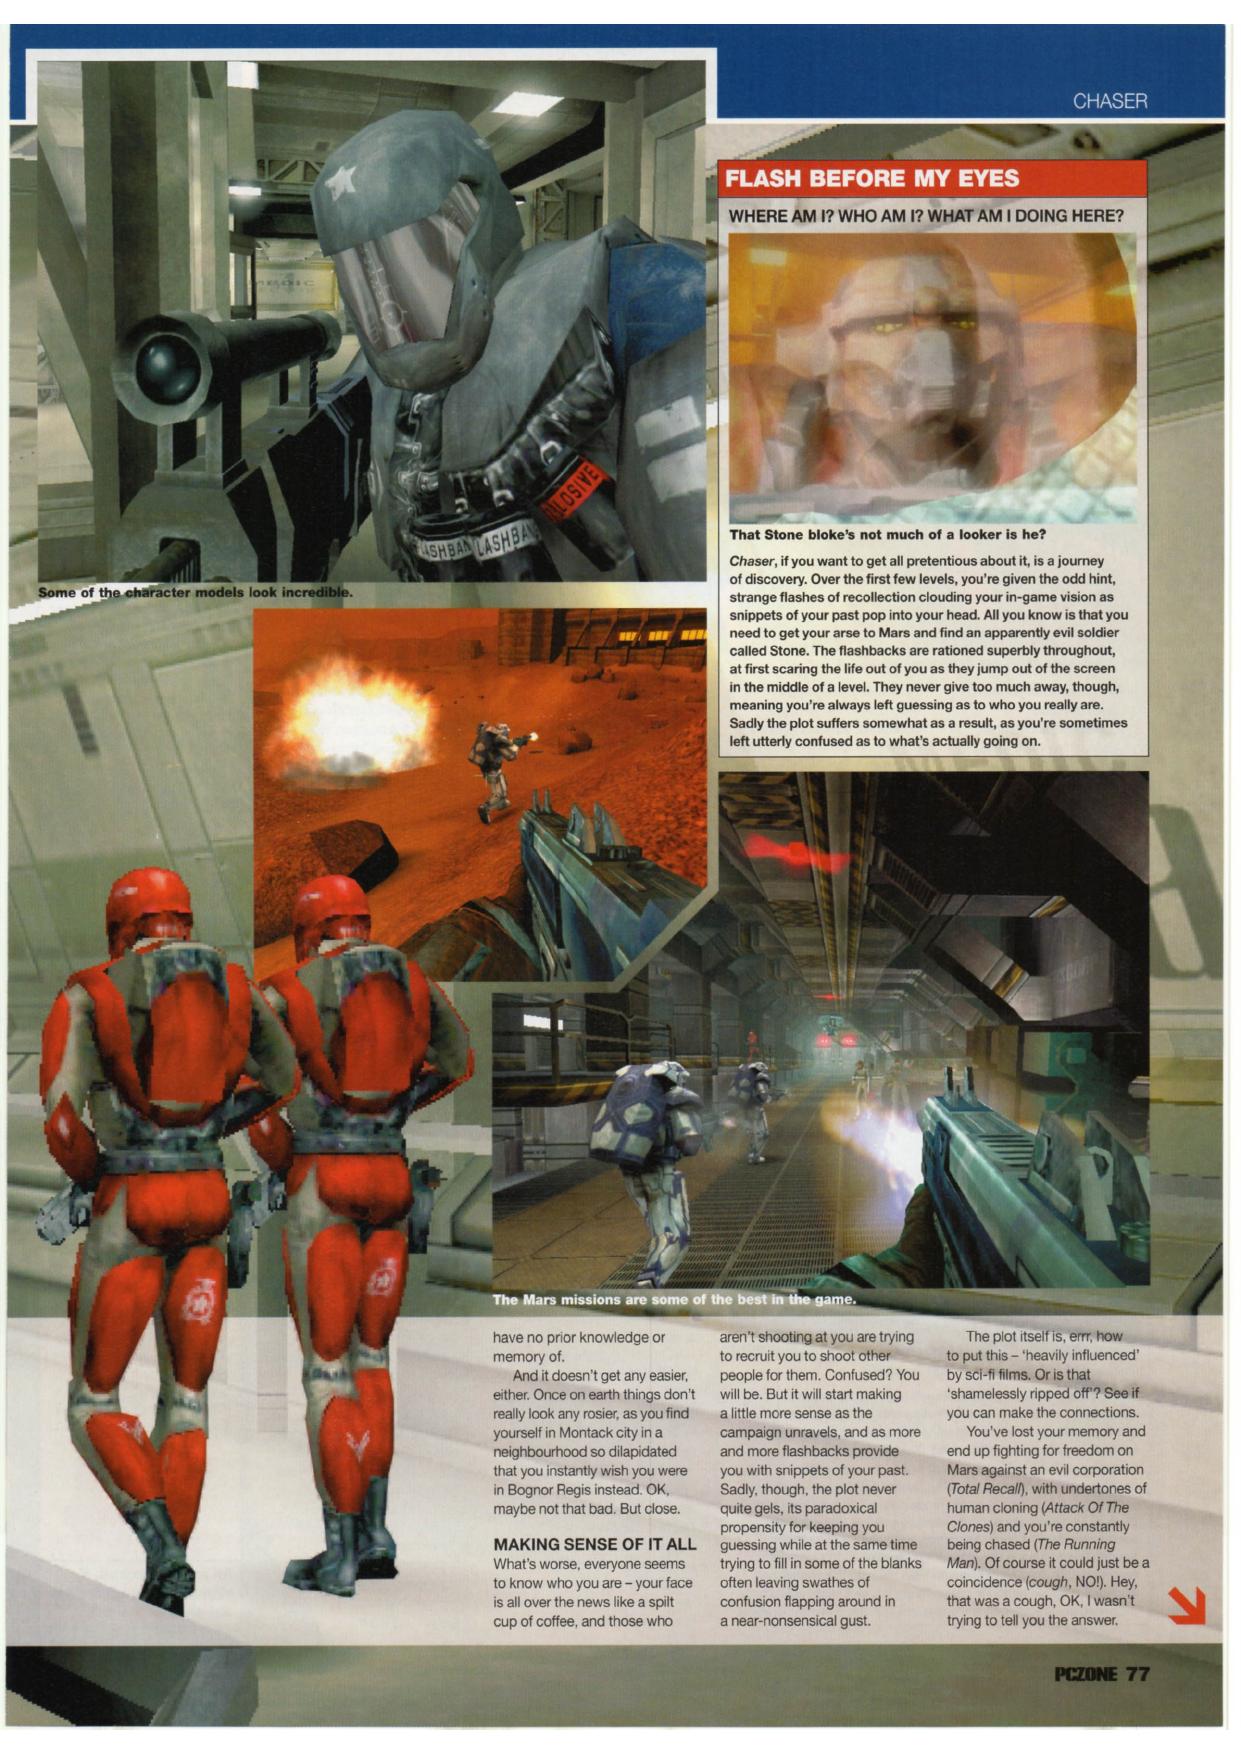 CHASER
MEDIC
FLASHBAN
LASHBAN
LOSIVE
Some of the character models look incredible.
FLASH BEFORE MY EYES
WHERE AM I? WHO AM I? WHAT AM I DOING HERE?
That Stone bloke's not much of a looker is he?
Chaser, if you want to get all pretentious about it, is a journey
of discovery. Over the first few levels, you're given the odd hint,
strange flashes of recollection clouding your in-game vision as
snippets of your past pop into your head. All you know is that you
need to get your arse to Mars and find an apparently evil soldier
called Stone. The flashbacks are rationed superbly throughout,
at first scaring the life out of you as they jump out of the screen
in the middle of a level. They never give too much away, though,
meaning you're always left guessing as to who you really are.
Sadly the plot suffers somewhat as a result, as you're sometimes
left utterly confused as to what's actually going on.
The Mars missions are some of the best in the game.
have no prior knowledge or
memory of.
And it doesn't get any easier,
either. Once on earth things don't
really look any rosier, as you find
yourself in Montack city in a
neighbourhood so dilapidated
that you instantly wish you were
in Bognor Regis instead. OK,
maybe not that bad. But close.
MAKING SENSE OF IT ALL
What's worse, everyone seems
to know who you are – your face
is all over the news like a spilt
cup of coffee, and those who
aren't shooting at you are trying
to recruit you to shoot other
people for them. Confused? You
will be. But it will start making
a little more sense as the
campaign unravels, and as more
and more flashbacks provide
you with snippets of your past.
Sadly, though, the plot never
quite gels, its paradoxical
propensity for keeping you
guessing while at the same time
trying to fill in some of the blanks
often leaving swathes of
confusion flapping around in
a near-nonsensical gust.
The plot itself is, errr, how
to put this – 'heavily influenced'
by sci-fi films. Or is that
'shamelessly ripped off'? See if
you can make the connections.
You've lost your memory and
end up fighting for freedom on
Mars against an evil corporation
(Total Recall), with undertones of
human cloning (Attack Of The
Clones) and you're constantly
being chased (The Running
Man). Of course it could just be a
coincidence (cough, NO!). Hey,
that was a cough, OK, I wasn't
trying to tell you the answer.
PCZONE 77